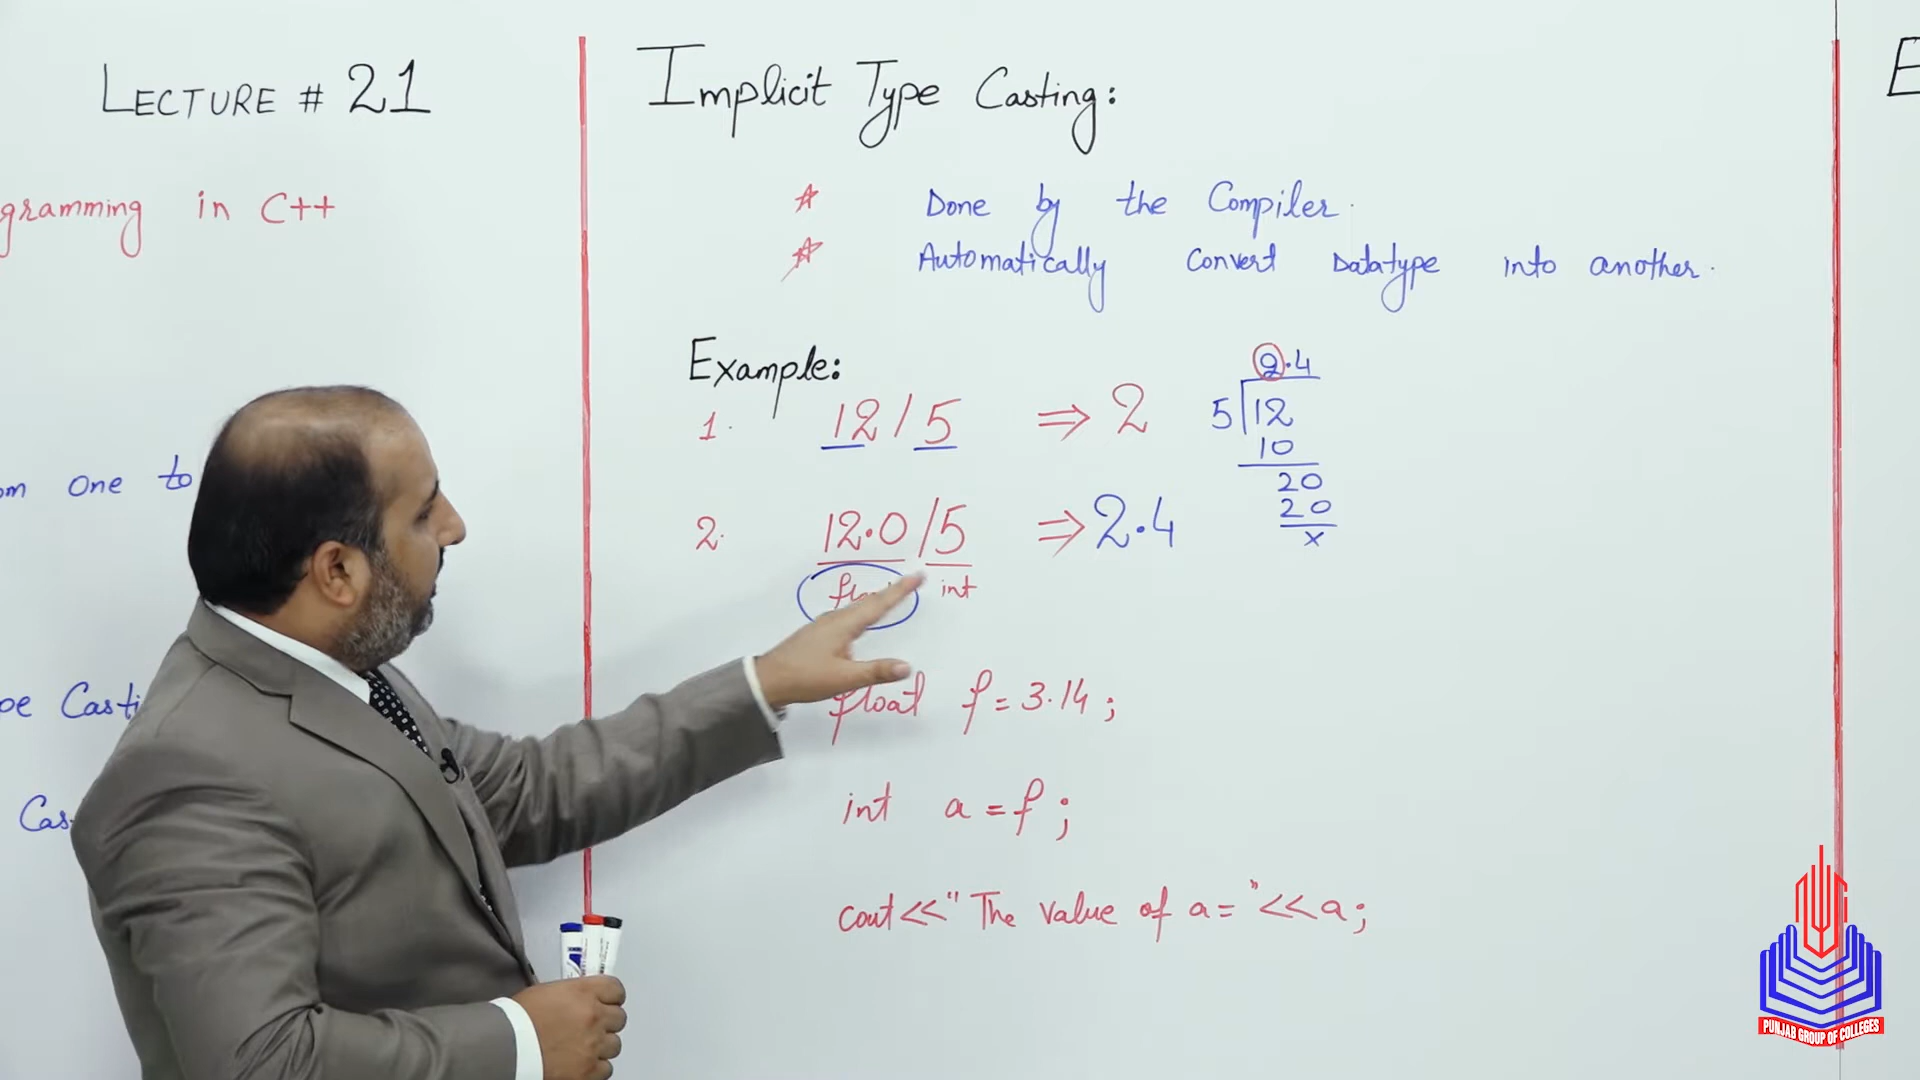 LECTURE # 21
gramming in C++
om one to
pe Casti
Cas
Implicit Type Casting:
Done by the Compiler.
Automatically Convert Datatype into another.
Example:
1. 12/5 ⇒ 2
2. 12.0/5 ⇒ 2.4
int
2.4
5 12
10
20
20
x
float f = 3.14;
int a = f;
cout<<"The value of a = "<<a;
E
PUNJAB GROUP OF COLLEGES